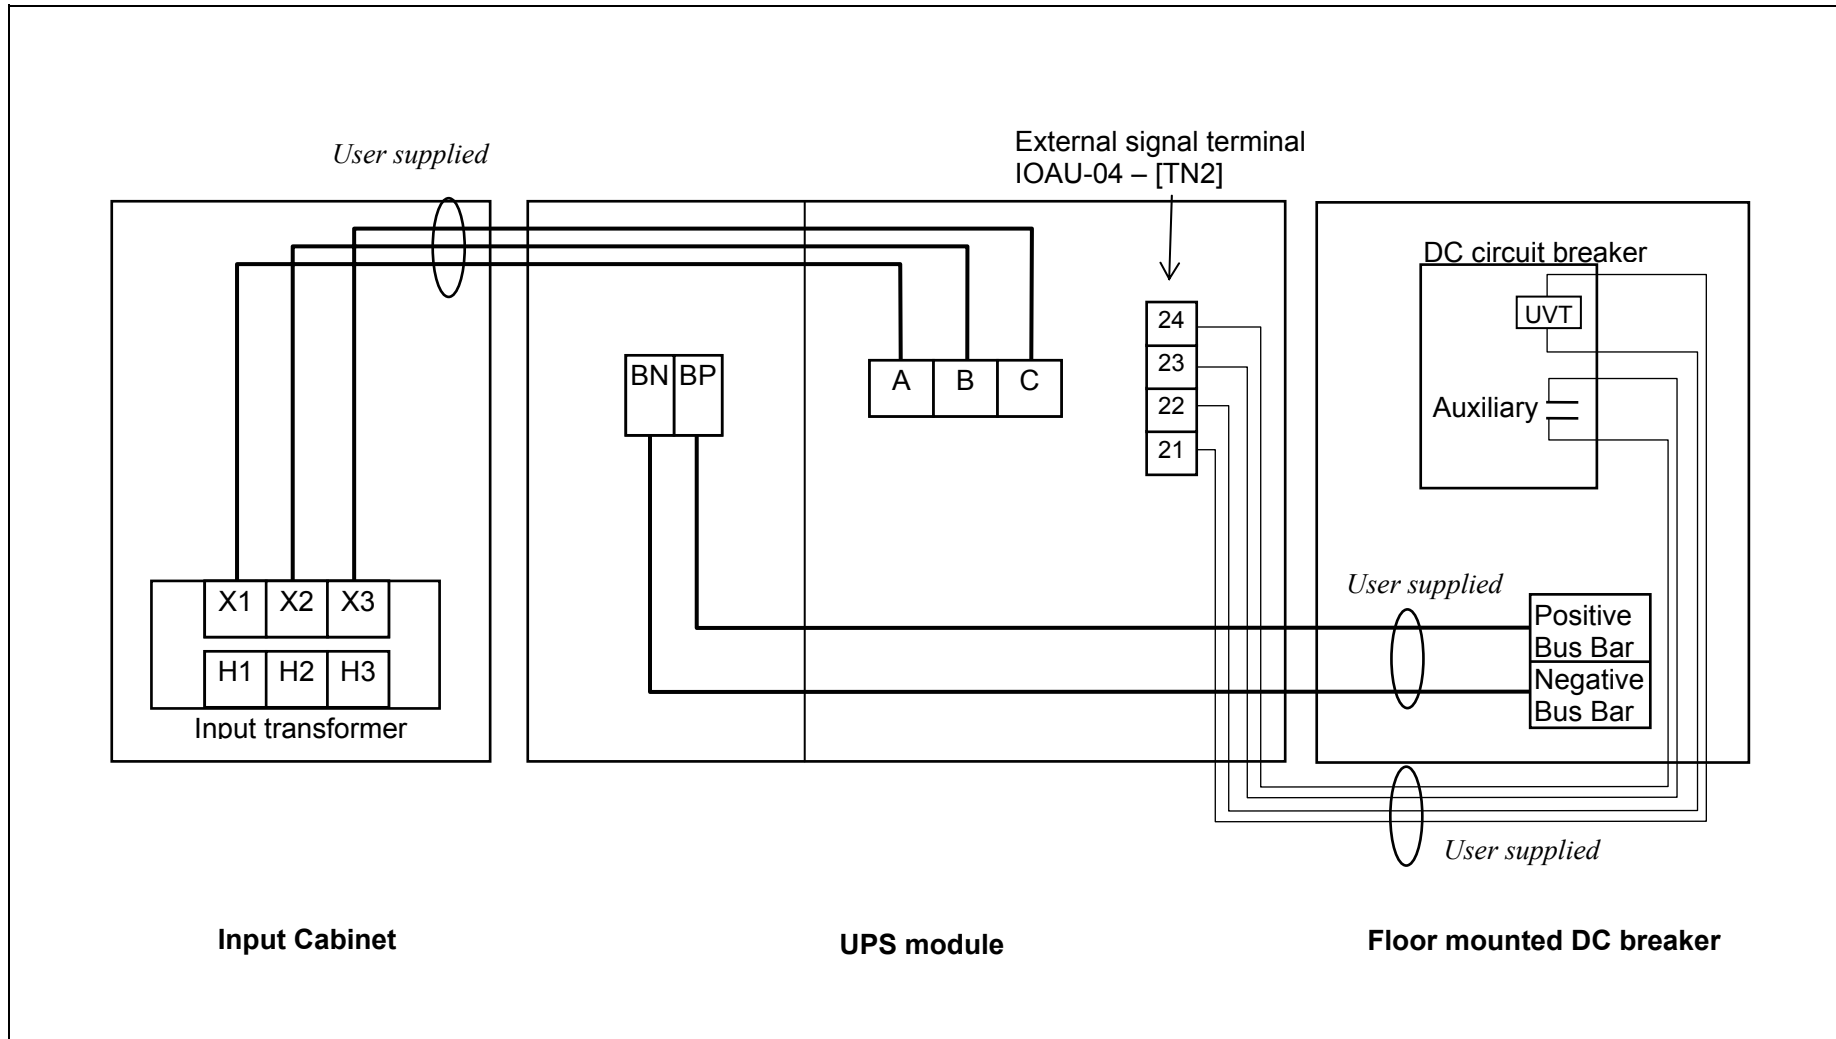 User supplied
External signal terminal
IOAU-04 – [TN2]
DC circuit breaker
UVT
24
23
22
21
BN BP
A B C
Auxiliary
User supplied
X1 X2 X3
H1 H2 H3
Input transformer
Positive
Bus Bar
Negative
Bus Bar
User supplied
Input Cabinet
UPS module
Floor mounted DC breaker